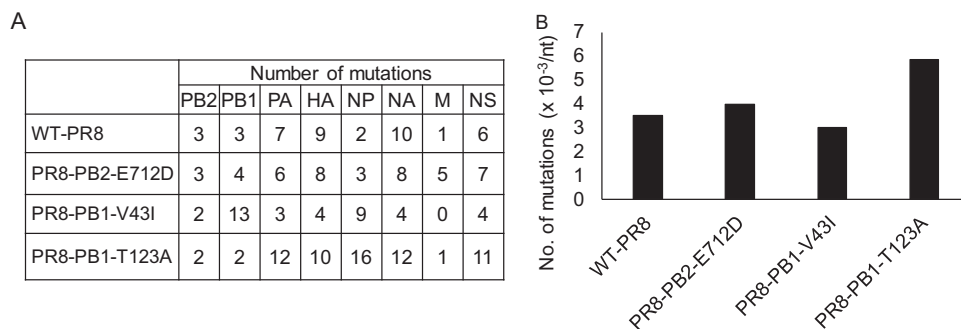 A
Number of mutations
PB2 PB1 PA HA NP NA M NS
WT-PR8 3 3 7 9 2 10 1 6
PR8-PB2-E712D 3 4 6 8 3 8 5 7
PR8-PB1-V43I 2 13 3 4 9 4 0 4
PR8-PB1-T123A 2 2 12 10 16 12 1 11
B
No. of mutations (x 10⁻³/nt)
7
6
5
4
3
2
1
0
WT-PR8
PR8-PB2-E712D
PR8-PB1-V43I
PR8-PB1-T123A